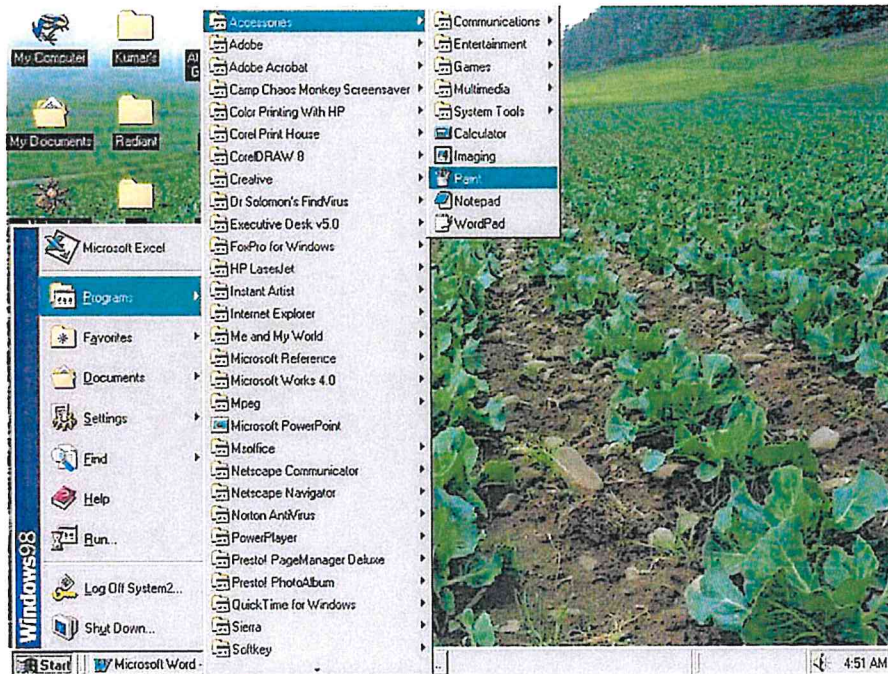 My Computer
Kumar's
My Documents
Radiant
Microsoft Excel
Programs
Favorites
Documents
Settings
Find
Help
Run...
Log Off System2...
Shut Down...
Windows98
Accessories
Adobe
Adobe Acrobat
Camp Chaos Monkey Screensaver
Color Printing With HP
Corel Print House
CorelDRAW 8
Creative
Dr Solomon's FindVirus
Executive Desk v5.0
FoxPro for Windows
HP LaserJet
Instant Artist
Internet Explorer
Me and My World
Microsoft Reference
Microsoft Works 4.0
Mpeg
Microsoft PowerPoint
Msoffice
Netscape Communicator
Netscape Navigator
Norton AntiVirus
PowerPlayer
Presto! PageManager Deluxe
Presto! PhotoAlbum
QuickTime for Windows
Sierra
Softkey
Communications
Entertainment
Games
Multimedia
System Tools
Calculator
Imaging
Paint
Notepad
WordPad
Start
Microsoft Word -
..
4:51 AM